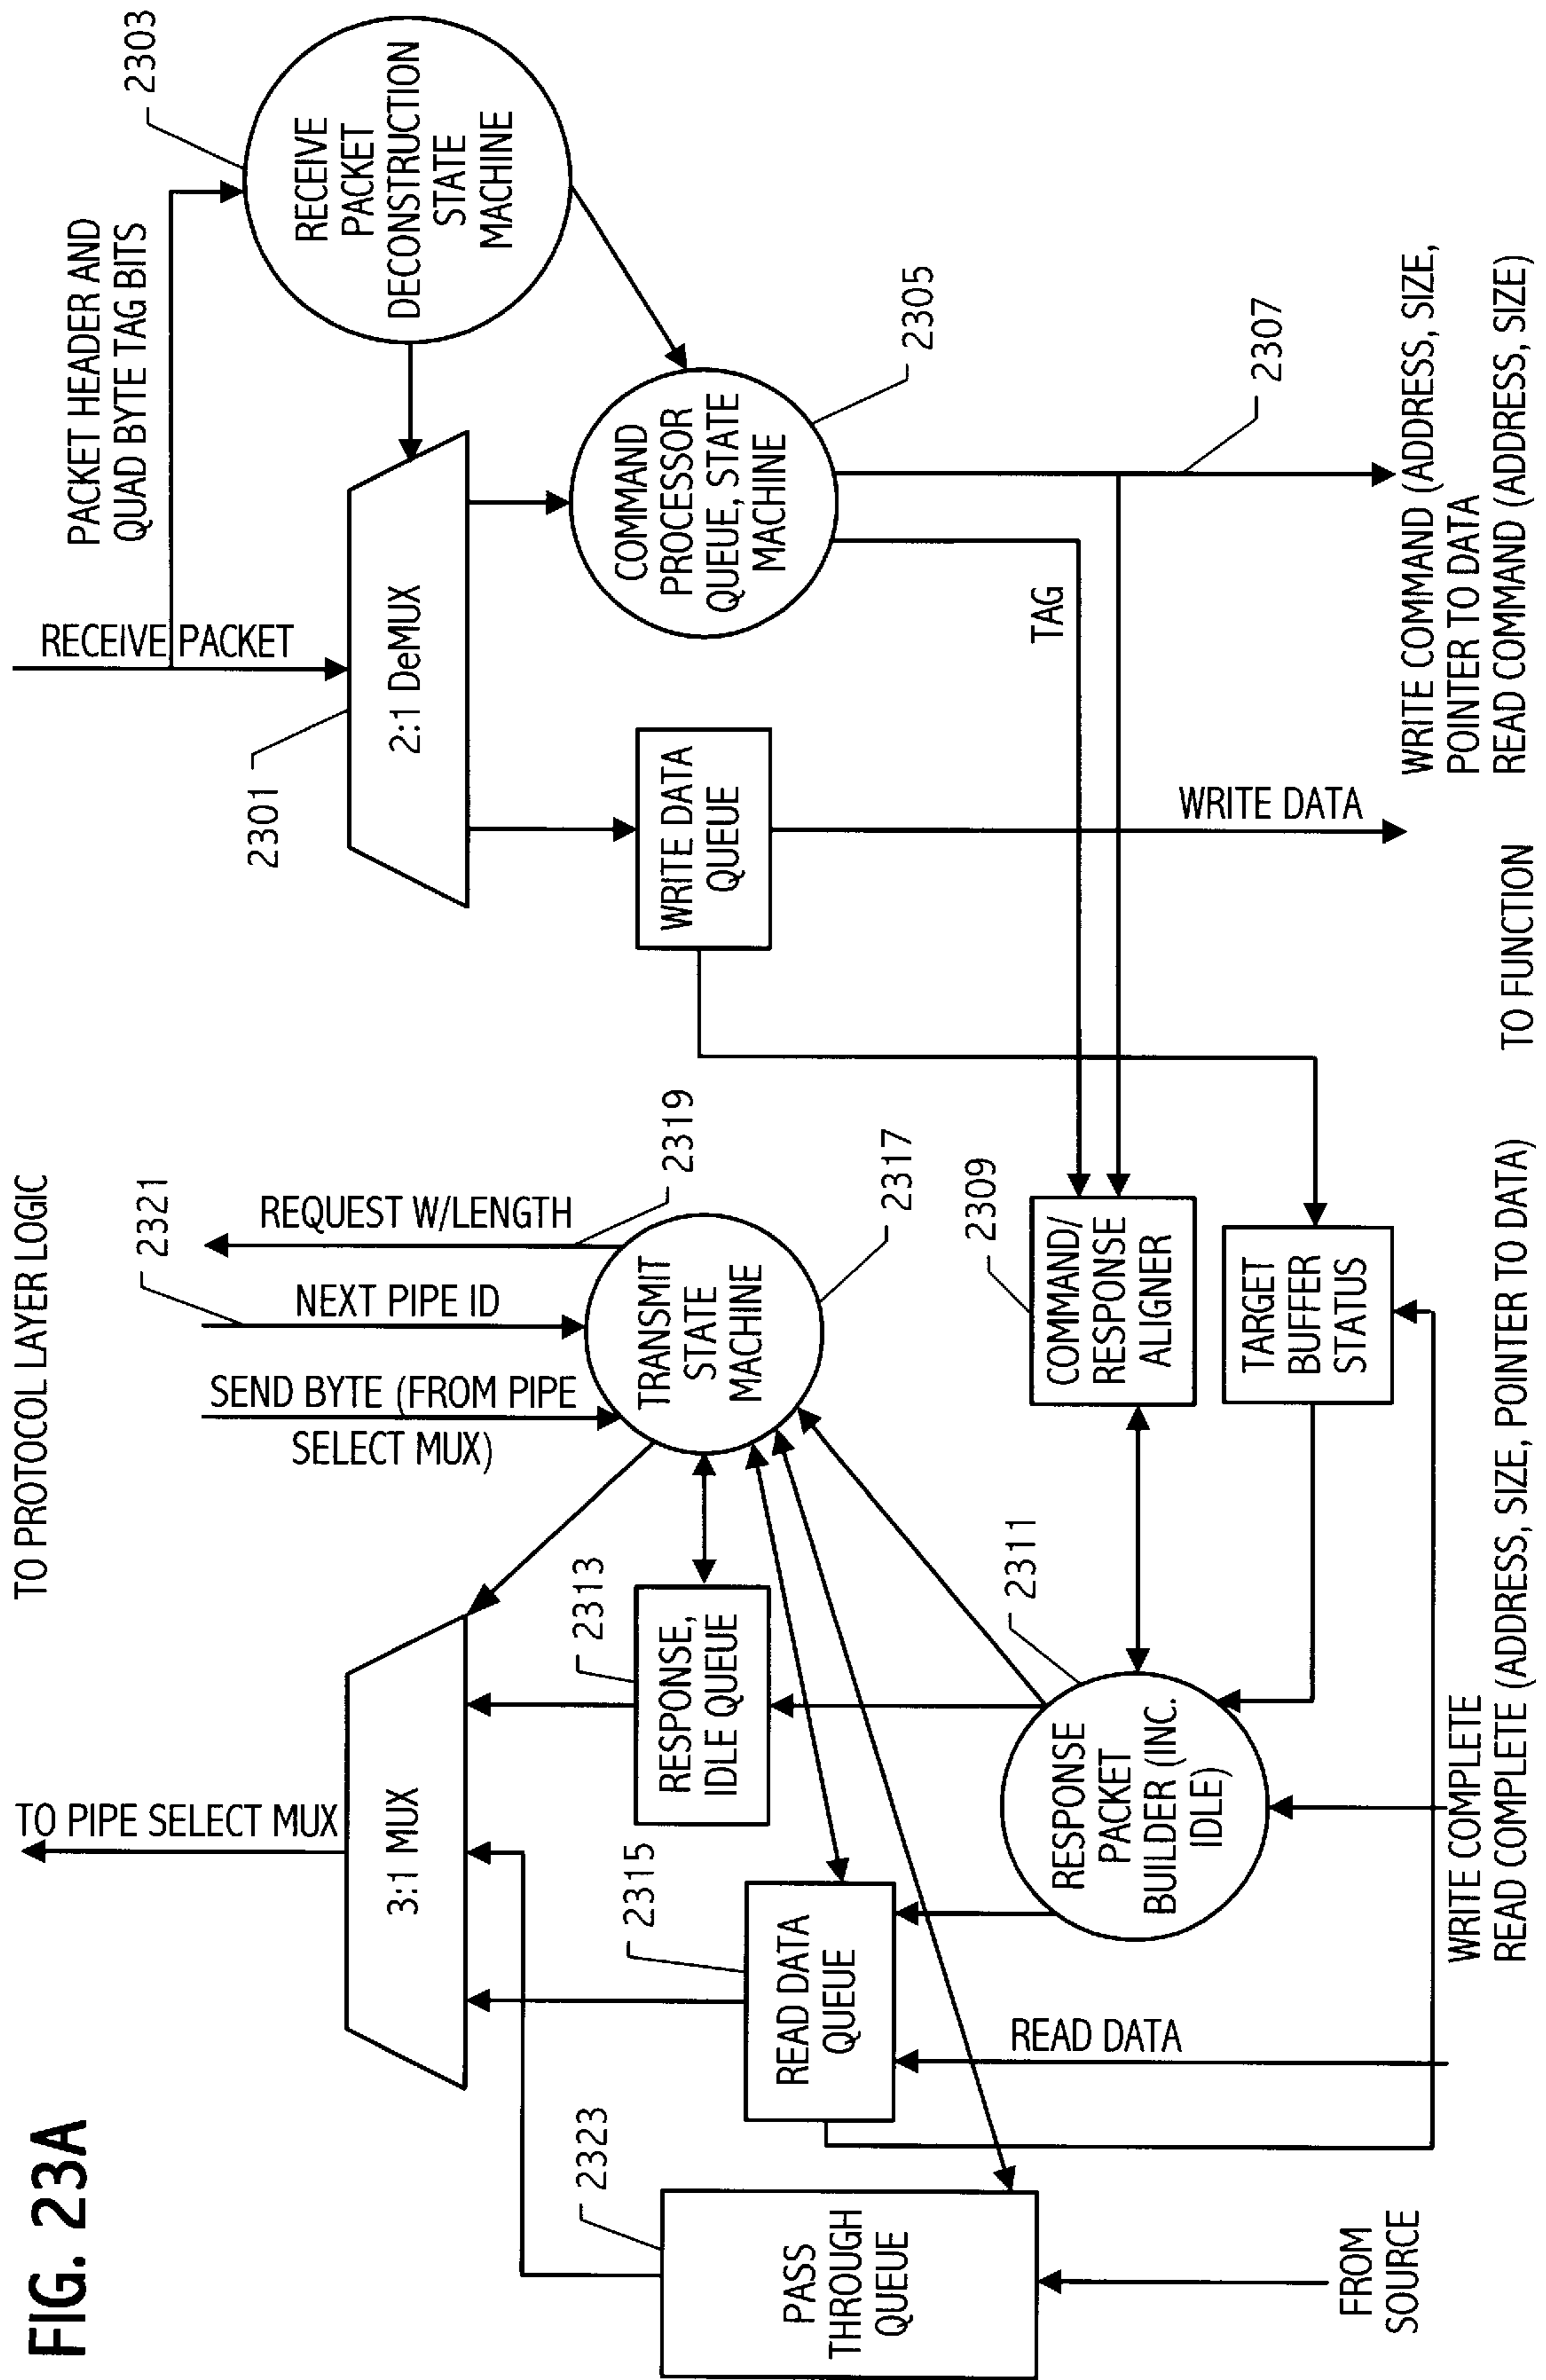 FIG. 23A
TO PROTOCOL LAYER LOGIC
TO PIPE SELECT MUX
3:1 MUX
2323
PASS
THROUGH
QUEUE
FROM
SOURCE
2315
READ DATA
QUEUE
READ DATA
2313
RESPONSE,
IDLE QUEUE
2311
RESPONSE
PACKET
BUILDER (INC.
IDLE)
WRITE COMPLETE
READ COMPLETE (ADDRESS, SIZE, POINTER TO DATA)
SEND BYTE (FROM PIPE
SELECT MUX)
NEXT PIPE ID
2321
REQUEST W/LENGTH
2319
TRANSMIT
STATE
MACHINE
2317
2309
COMMAND/
RESPONSE
ALIGNER
TARGET
BUFFER
STATUS
TO FUNCTION
RECEIVE PACKET
PACKET HEADER AND
QUAD BYTE TAG BITS
2301
2:1 DeMUX
2303
RECEIVE
PACKET
DECONSTRUCTION
STATE
MACHINE
WRITE DATA
QUEUE
WRITE DATA
COMMAND
PROCESSOR
QUEUE, STATE
MACHINE
2305
TAG
2307
WRITE COMMAND (ADDRESS, SIZE,
POINTER TO DATA
READ COMMAND (ADDRESS, SIZE)